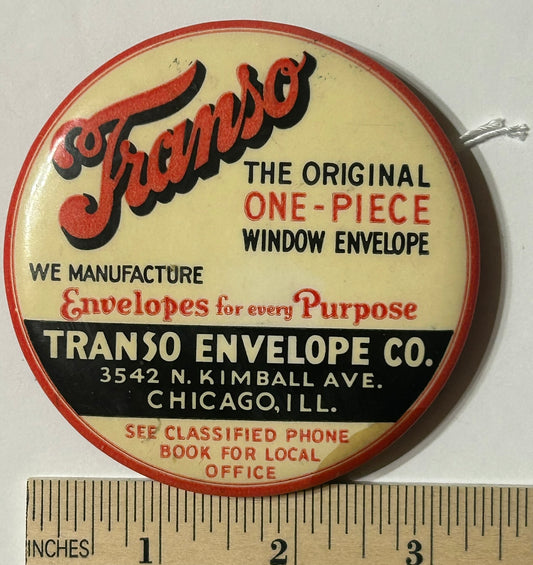 Transo
THE ORIGINAL
ONE-PIECE
WINDOW ENVELOPE
WE MANUFACTURE
Envelopes for every Purpose
TRANSO ENVELOPE CO.
3542 N. KIMBALL AVE.
CHICAGO, ILL.
SEE CLASSIFIED PHONE
BOOK FOR LOCAL
OFFICE
INCHES 1 2 3